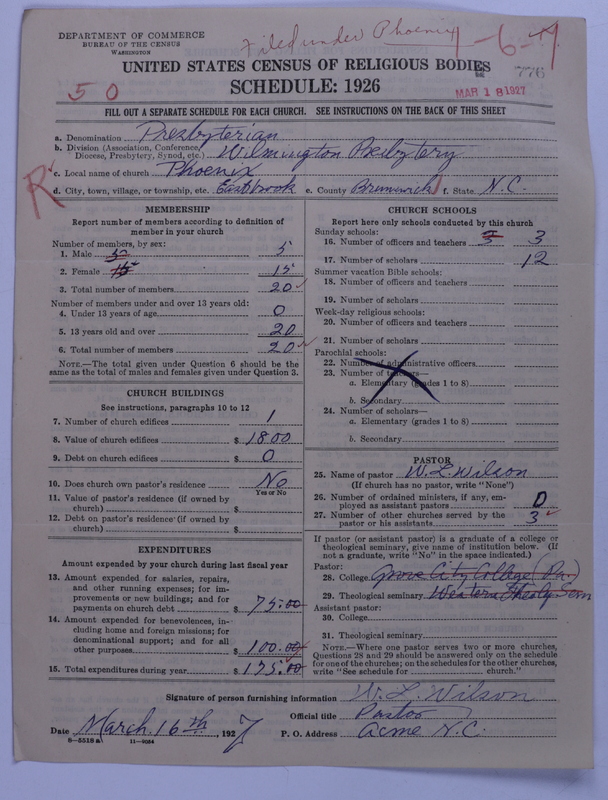 DEPARTMENT OF COMMERCE
BUREAU OF THE CENSUS
WASHINGTON
Filed under Phoenix
776
UNITED STATES CENSUS OF RELIGIOUS BODIES
SCHEDULE: 1926
5 0
MAR 18 1927
FILL OUT A SEPARATE SCHEDULE FOR EACH CHURCH. SEE INSTRUCTIONS ON THE BACK OF THIS SHEET
a. Denomination Presbyterian
b. Division (Association, Conference, Diocese, Presbytery, Synod, etc.) Wilmington Presbytery
c. Local name of church Phoenix
R
d. City, town, village, or township, etc. Eastbrook e. County Brunswick f. State N.C.
MEMBERSHIP
Report number of members according to definition of
member in your church
Number of members, by sex:
1. Male 5
2. Female 15 15
3. Total number of members 20
Number of members under and over 13 years old:
4. Under 13 years of age 0
5. 13 years old and over 20
6. Total number of members 20
NOTE.—The total given under Question 6 should be
same as the total of males and females given under Question 3.
CHURCH BUILDINGS
See instructions, paragraphs 10 to 12
7. Number of church edifices 1
8. Value of church edifices $ 1800
9. Debt on church edifices $ 0
10. Does church own pastor's residence No
Yes or No
11. Value of pastor's residence (if owned by
church) $
12. Debt on pastor's residence (if owned by
church) $
EXPENDITURES
Amount expended by your church during last fiscal year
13. Amount expended for salaries, repairs,
and other running expenses; for im-
provements or new buildings; and for
payments on church debt $ 75.00
14. Amount expended for benevolences, in-
cluding home and foreign missions; for
denominational support; and for all
other purposes $ 100.00
15. Total expenditures during year $ 175.00
CHURCH SCHOOLS
Report here only schools conducted by this church
Sunday schools:
16. Number of officers and teachers 3 3
17. Number of scholars 12
Summer vacation Bible schools:
18. Number of officers and teachers
19. Number of scholars
Week-day religious schools:
20. Number of officers and teachers
21. Number of scholars
Parochial schools:
22. Number of administrative officers
23. Number of teachers—
a. Elementary (grades 1 to 8)
b. Secondary
24. Number of scholars—
a. Elementary (grades 1 to 8)
b. Secondary
PASTOR
25. Name of pastor W. L. Wilson
(If church has no pastor, write "None")
26. Number of ordained ministers, if any, em-
ployed as assistant pastors 0
27. Number of other churches served by the
pastor or his assistants 3
If pastor (or assistant pastor) is a graduate of a college or
theological seminary, give name of institution below. (If
not a graduate, write "No" in the space indicated.)
Pastor:
28. College Grove City College (Pa.)
29. Theological seminary Western Theolog Sem
Assistant pastor:
30. College
31. Theological seminary
NOTE.—Where one pastor serves two or more churches,
Questions 28 and 29 should be answered only on the schedule
for one of the churches; on the schedules for the other churches,
write "See schedule for church."
Signature of person furnishing information W. L. Wilson
Official title Pastor
Date March 16th, 1927 P. O. Address Acme N.C.
8—5518 a 11—9054